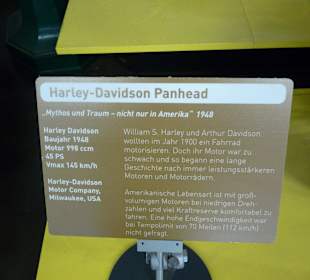 Harley-Davidson Panhead
„Mythos und Traum – nicht nur in Amerika" 1948
Harley Davidson
Baujahr 1948
Motor 998 ccm
45 PS
Vmax 145 km/h
Harley-Davidson
Motor Company,
Milwaukee, USA
William S. Harley und Arthur Davidson
wollten im Jahr 1900 ein Fahrrad
motorisieren. Doch ihr Motor war zu
schwach und so begann eine lange
Geschichte nach immer leistungsstärkeren
Motoren und Motorrädern.
Amerikanische Lebensart ist mit groß-
volumigen Motoren bei niedrigen Dreh-
zahlen und viel Kraftreserve komfortabel zu
fahren. Eine hohe Endgeschwindigkeit war
bei Tempolimit von 70 Meilen (112 km/h)
nicht gefragt.